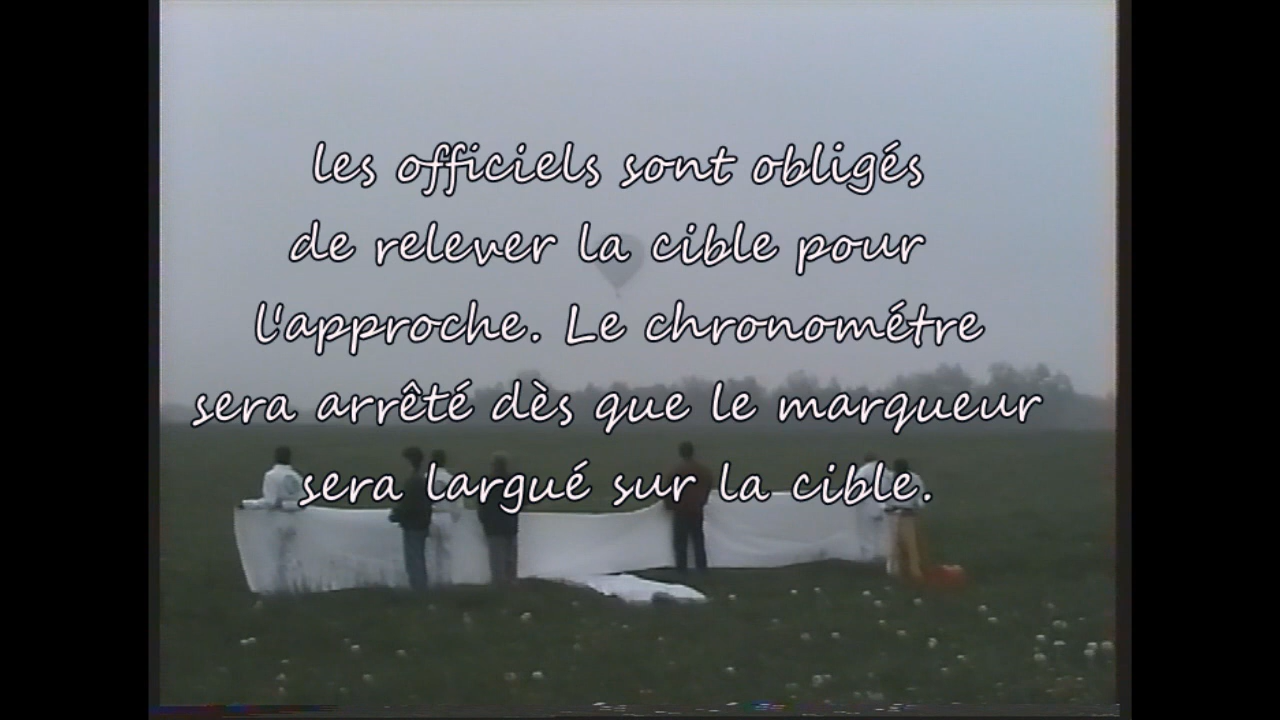 les officiels sont obligés
de relever la cible pour
l'approche. Le chronométre
sera arrêté dès que le marqueur
sera largué sur la cible.